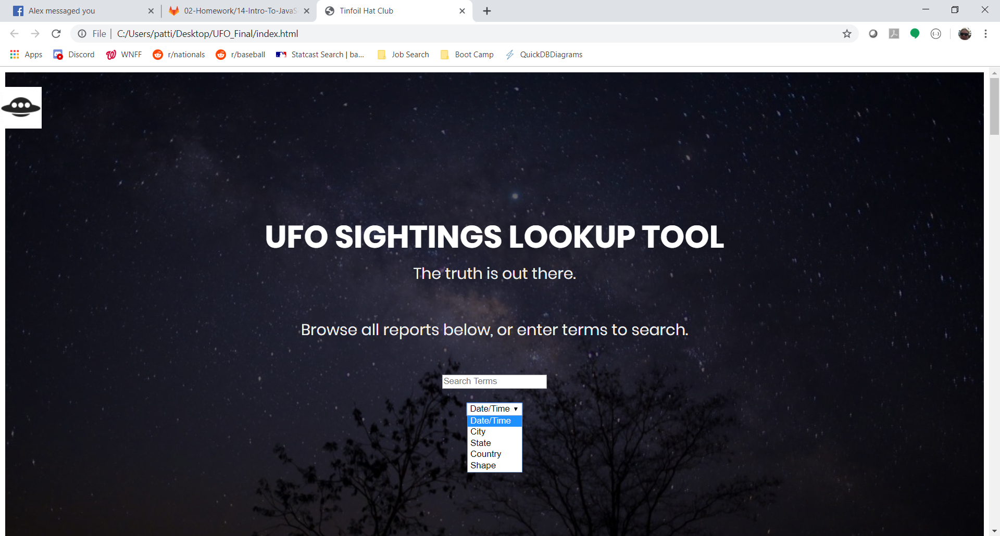 Alex messaged you
02-Homework/14-Intro-To-JavaS
Tinfoil Hat Club
File
C:/Users/patti/Desktop/UFO_Final/index.html
Apps
Discord
WNFF
r/nationals
r/baseball
Statcast Search | ba...
Job Search
Boot Camp
QuickDBDiagrams
UFO SIGHTINGS LOOKUP TOOL
The truth is out there.
Browse all reports below, or enter terms to search.
Search Terms
Date/Time
Date/Time
City
State
Country
Shape